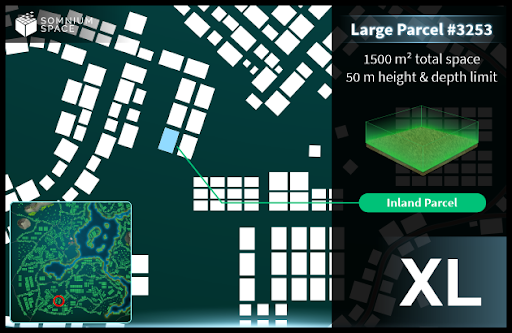 SOMNIUM
SPACE
Large Parcel #3253
1500 m² total space
50 m height & depth limit
Inland Parcel
XL